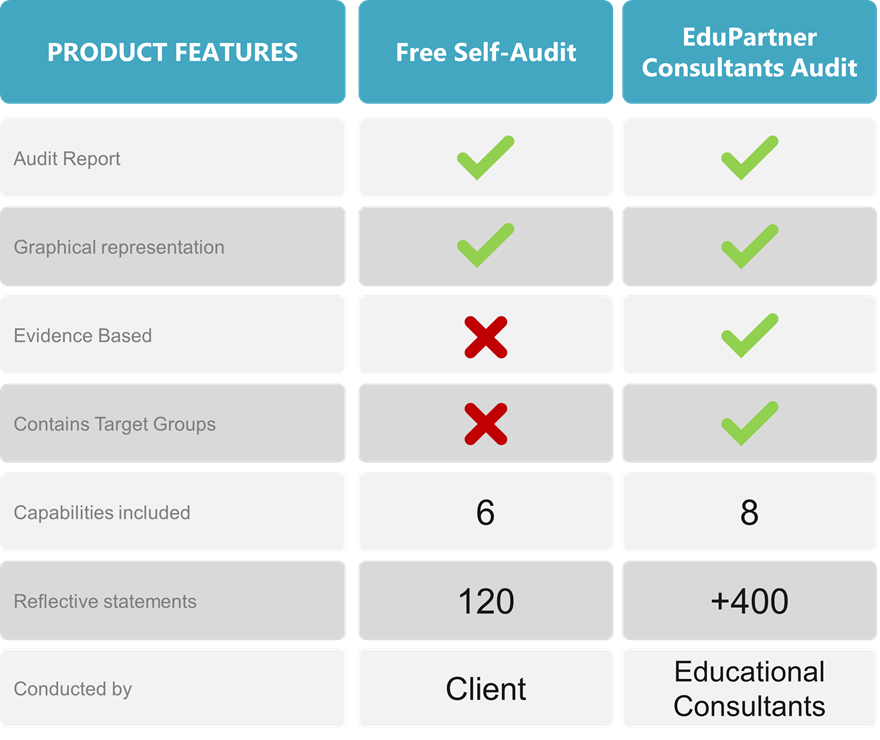 PRODUCT FEATURES
Free Self-Audit
EduPartner
Consultants Audit
Audit Report
Graphical representation
Evidence Based
Contains Target Groups
Capabilities included
6
8
Reflective statements
120
+400
Conducted by
Client
Educational
Consultants